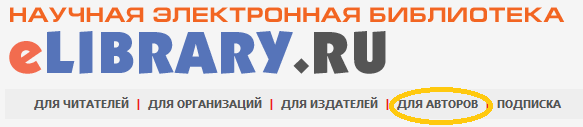 НАУЧНАЯ ЭЛЕКТРОННАЯ БИБЛИОТЕКА
eLIBRARY.RU
ДЛЯ ЧИТАТЕЛЕЙ | ДЛЯ ОРГАНИЗАЦИЙ | ДЛЯ ИЗДАТЕЛЕЙ | ДЛЯ АВТОРОВ | ПОДПИСКА